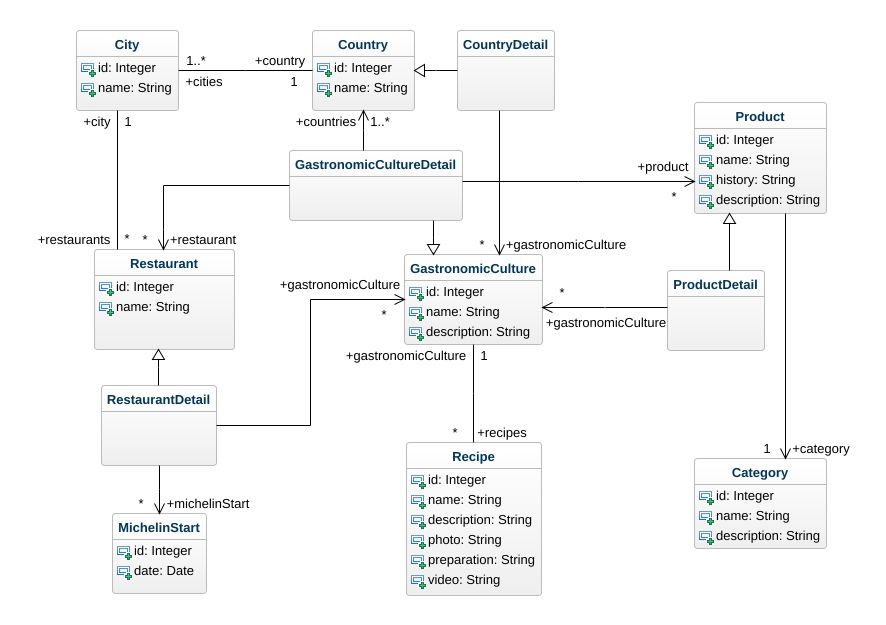 City
id: Integer
name: String
1..*
+cities
+country
1
Country
id: Integer
name: String
CountryDetail
+city
1
+countries
1..*
GastronomicCultureDetail
+product
*
Product
id: Integer
name: String
history: String
description: String
+restaurants
*
*
+restaurant
*
+gastronomicCulture
Restaurant
id: Integer
name: String
+gastronomicCulture
*
GastronomicCulture
id: Integer
name: String
description: String
*
+gastronomicCulture
ProductDetail
+gastronomicCulture
1
RestaurantDetail
*
+recipes
1
+category
Recipe
id: Integer
name: String
description: String
photo: String
preparation: String
video: String
Category
id: Integer
name: String
description: String
*
+michelinStart
MichelinStart
id: Integer
date: Date